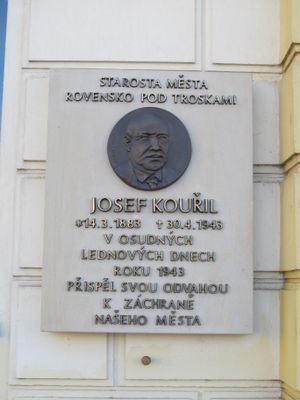 STAROSTA MĚSTA
ROVENSKO POD TROSKAMI
JOSEF KOUŘIL
*14.3.1883 †30.4.1943
V OSUDNÝCH
LEDNOVÝCH DNECH
ROKU 1943
PŘISPĚL SVOU ODVAHOU
K ZÁCHRANĚ
NAŠEHO MĚSTA